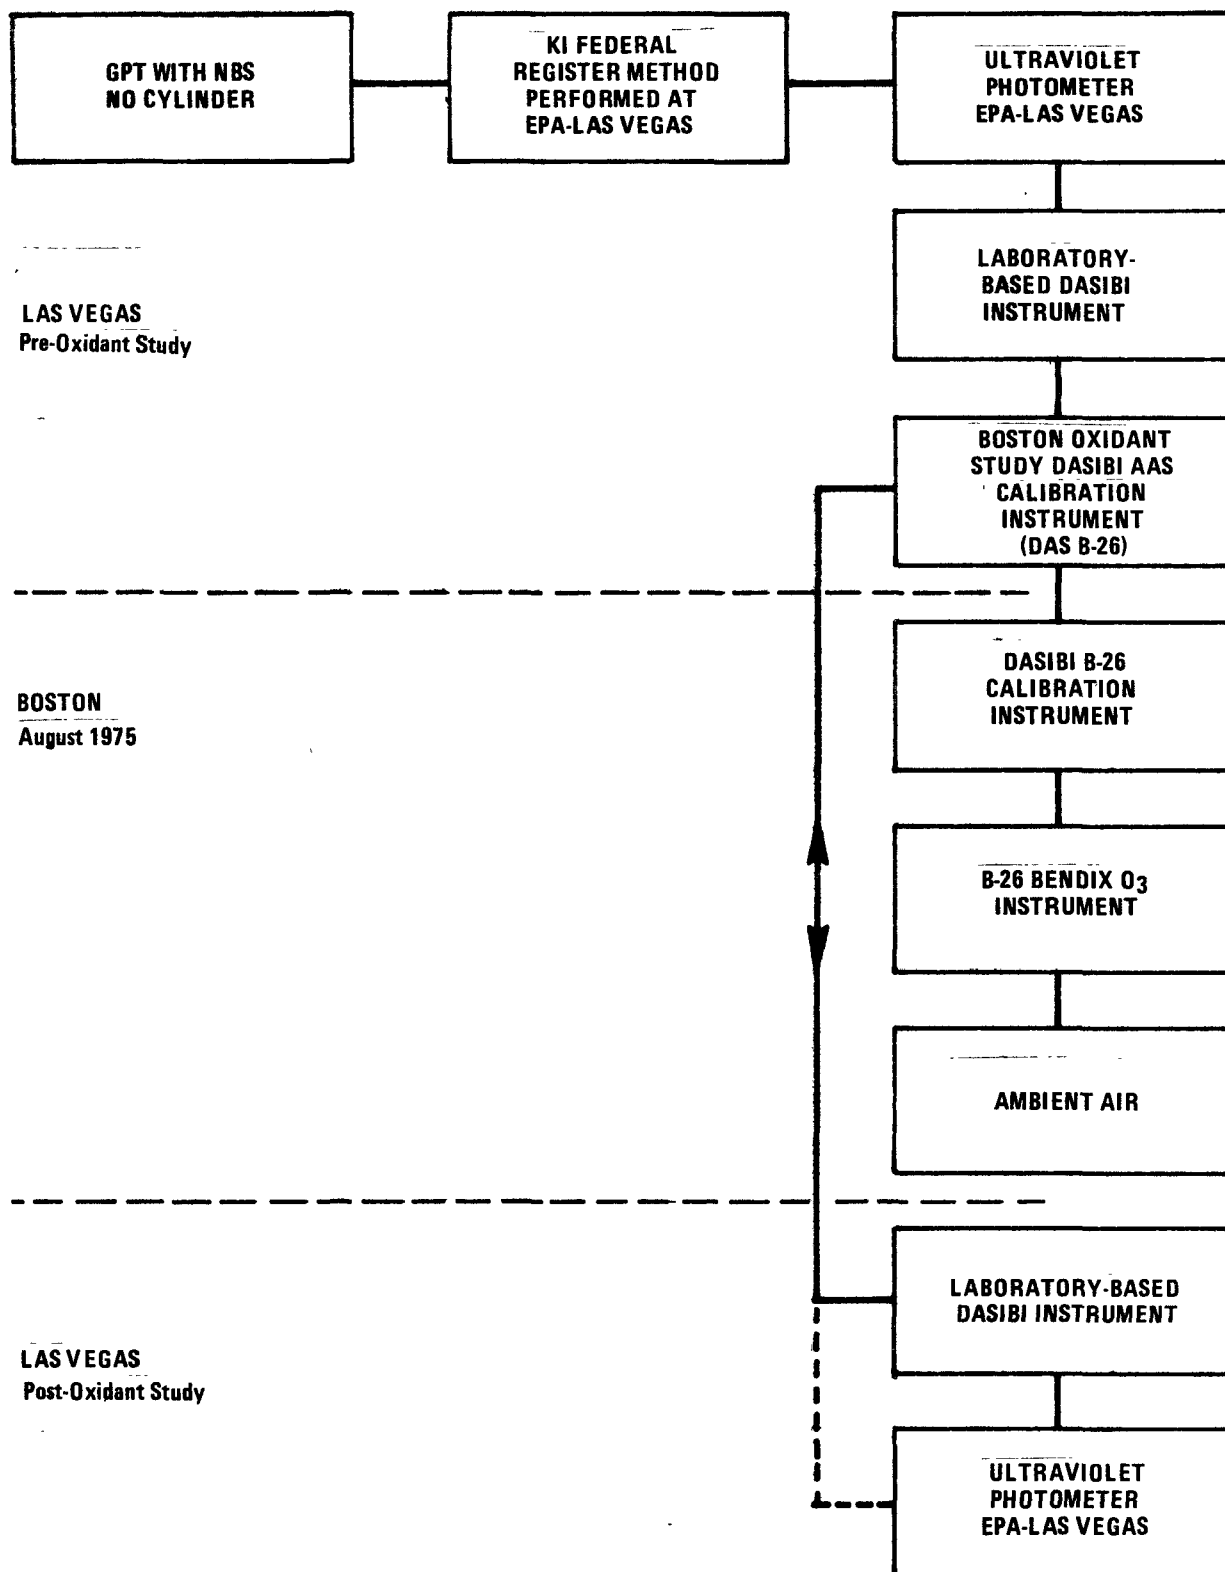 GPT WITH NBS
NO CYLINDER
KI FEDERAL
REGISTER METHOD
PERFORMED AT
EPA-LAS VEGAS
ULTRAVIOLET
PHOTOMETER
EPA-LAS VEGAS
LABORATORY-
BASED DASIBI
INSTRUMENT
LAS VEGAS
Pre-Oxidant Study
BOSTON OXIDANT
STUDY DASIBI AAS
CALIBRATION
INSTRUMENT
(DAS B-26)
DASIBI B-26
CALIBRATION
INSTRUMENT
BOSTON
August 1975
B-26 BENDIX O3
INSTRUMENT
AMBIENT AIR
LABORATORY-BASED
DASIBI INSTRUMENT
LAS VEGAS
Post-Oxidant Study
ULTRAVIOLET
PHOTOMETER
EPA-LAS VEGAS